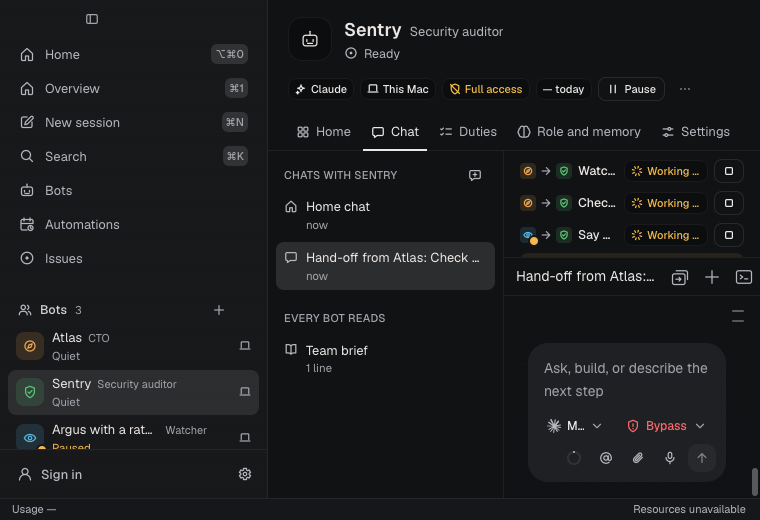 Home ⌥⌘0
Overview ⌘1
New session ⌘N
Search ⌘K
Bots
Automations
Issues
Bots 3
Atlas CTO
Quiet
Sentry Security auditor
Quiet
Argus with a rat... Watcher
Paused
Sign in
Sentry Security auditor
Ready
Claude This Mac Full access — today Pause ...
Home Chat Duties Role and memory Settings
CHATS WITH SENTRY
Home chat
now
Hand-off from Atlas: Check ...
now
EVERY BOT READS
Team brief
1 line
Watc... Working ...
Chec... Working ...
Say ... Working ...
Hand-off from Atlas:...
Ask, build, or describe the
next step
M... Bypass
Usage — Resources unavailable